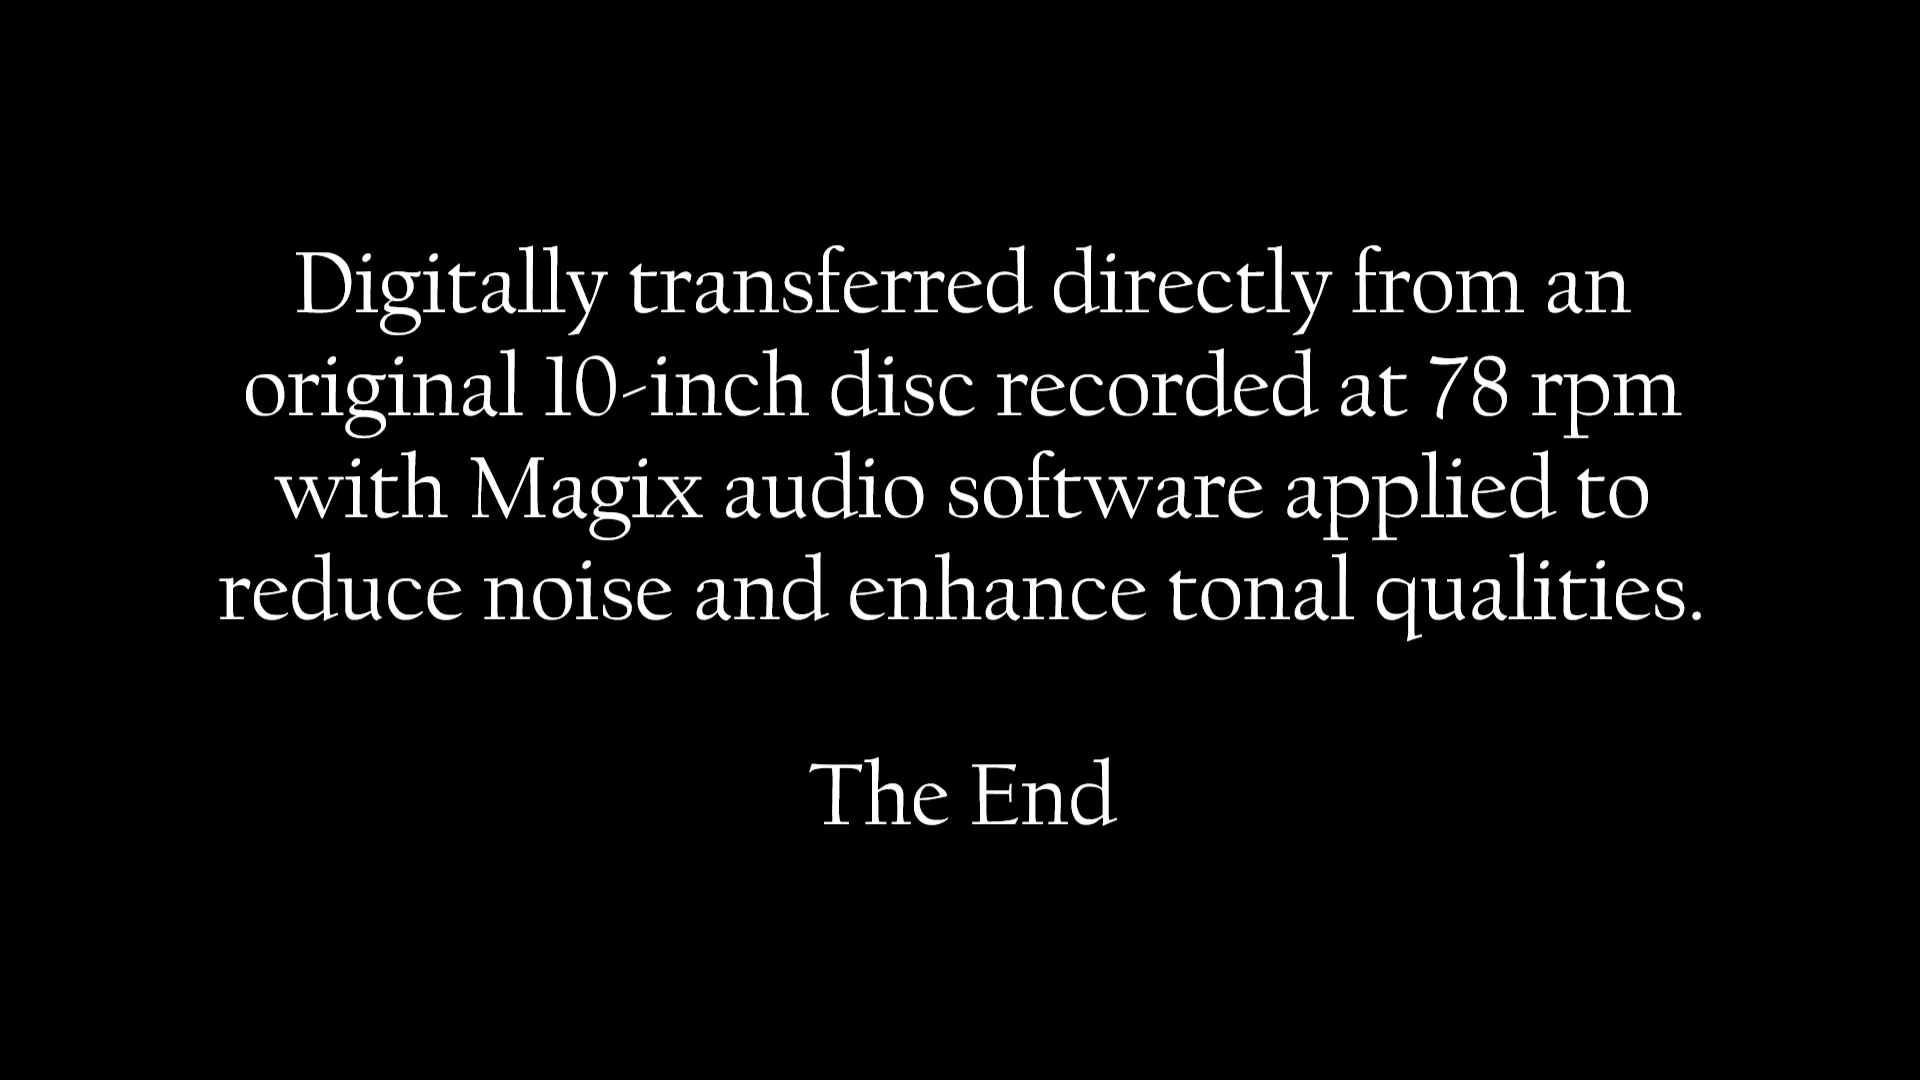 Digitally transferred directly from an
original 10-inch disc recorded at 78 rpm
with Magix audio software applied to
reduce noise and enhance tonal qualities.
The End